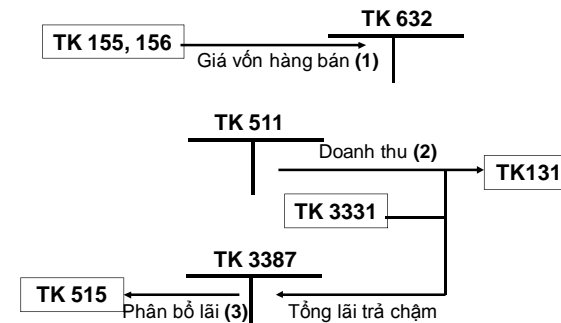 TK 632
TK 155, 156
Giá vốn hàng bán (1)
TK 511
Doanh thu (2)
TK131
TK 3331
TK 3387
TK 515
Phân bổ lãi (3)
Tổng lãi trả chậm